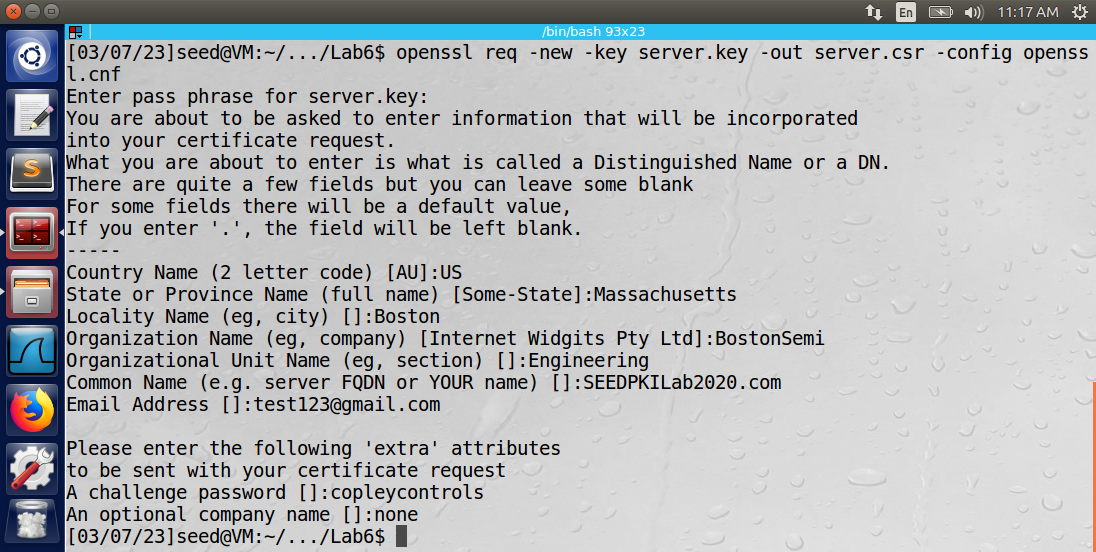 En
11:17 AM
/bin/bash 93x23
[03/07/23]seed@VM:~/.../Lab6$ openssl req -new -key server.key -out server.csr -config openss
l.cnf
Enter pass phrase for server.key:
You are about to be asked to enter information that will be incorporated
into your certificate request.
What you are about to enter is what is called a Distinguished Name or a DN.
There are quite a few fields but you can leave some blank
For some fields there will be a default value,
If you enter '.', the field will be left blank.
-----
Country Name (2 letter code) [AU]:US
State or Province Name (full name) [Some-State]:Massachusetts
Locality Name (eg, city) []:Boston
Organization Name (eg, company) [Internet Widgits Pty Ltd]:BostonSemi
Organizational Unit Name (eg, section) []:Engineering
Common Name (e.g. server FQDN or YOUR name) []:SEEDPKILab2020.com
Email Address []:test123@gmail.com

Please enter the following 'extra' attributes
to be sent with your certificate request
A challenge password []:copleycontrols
An optional company name []:none
[03/07/23]seed@VM:~/.../Lab6$